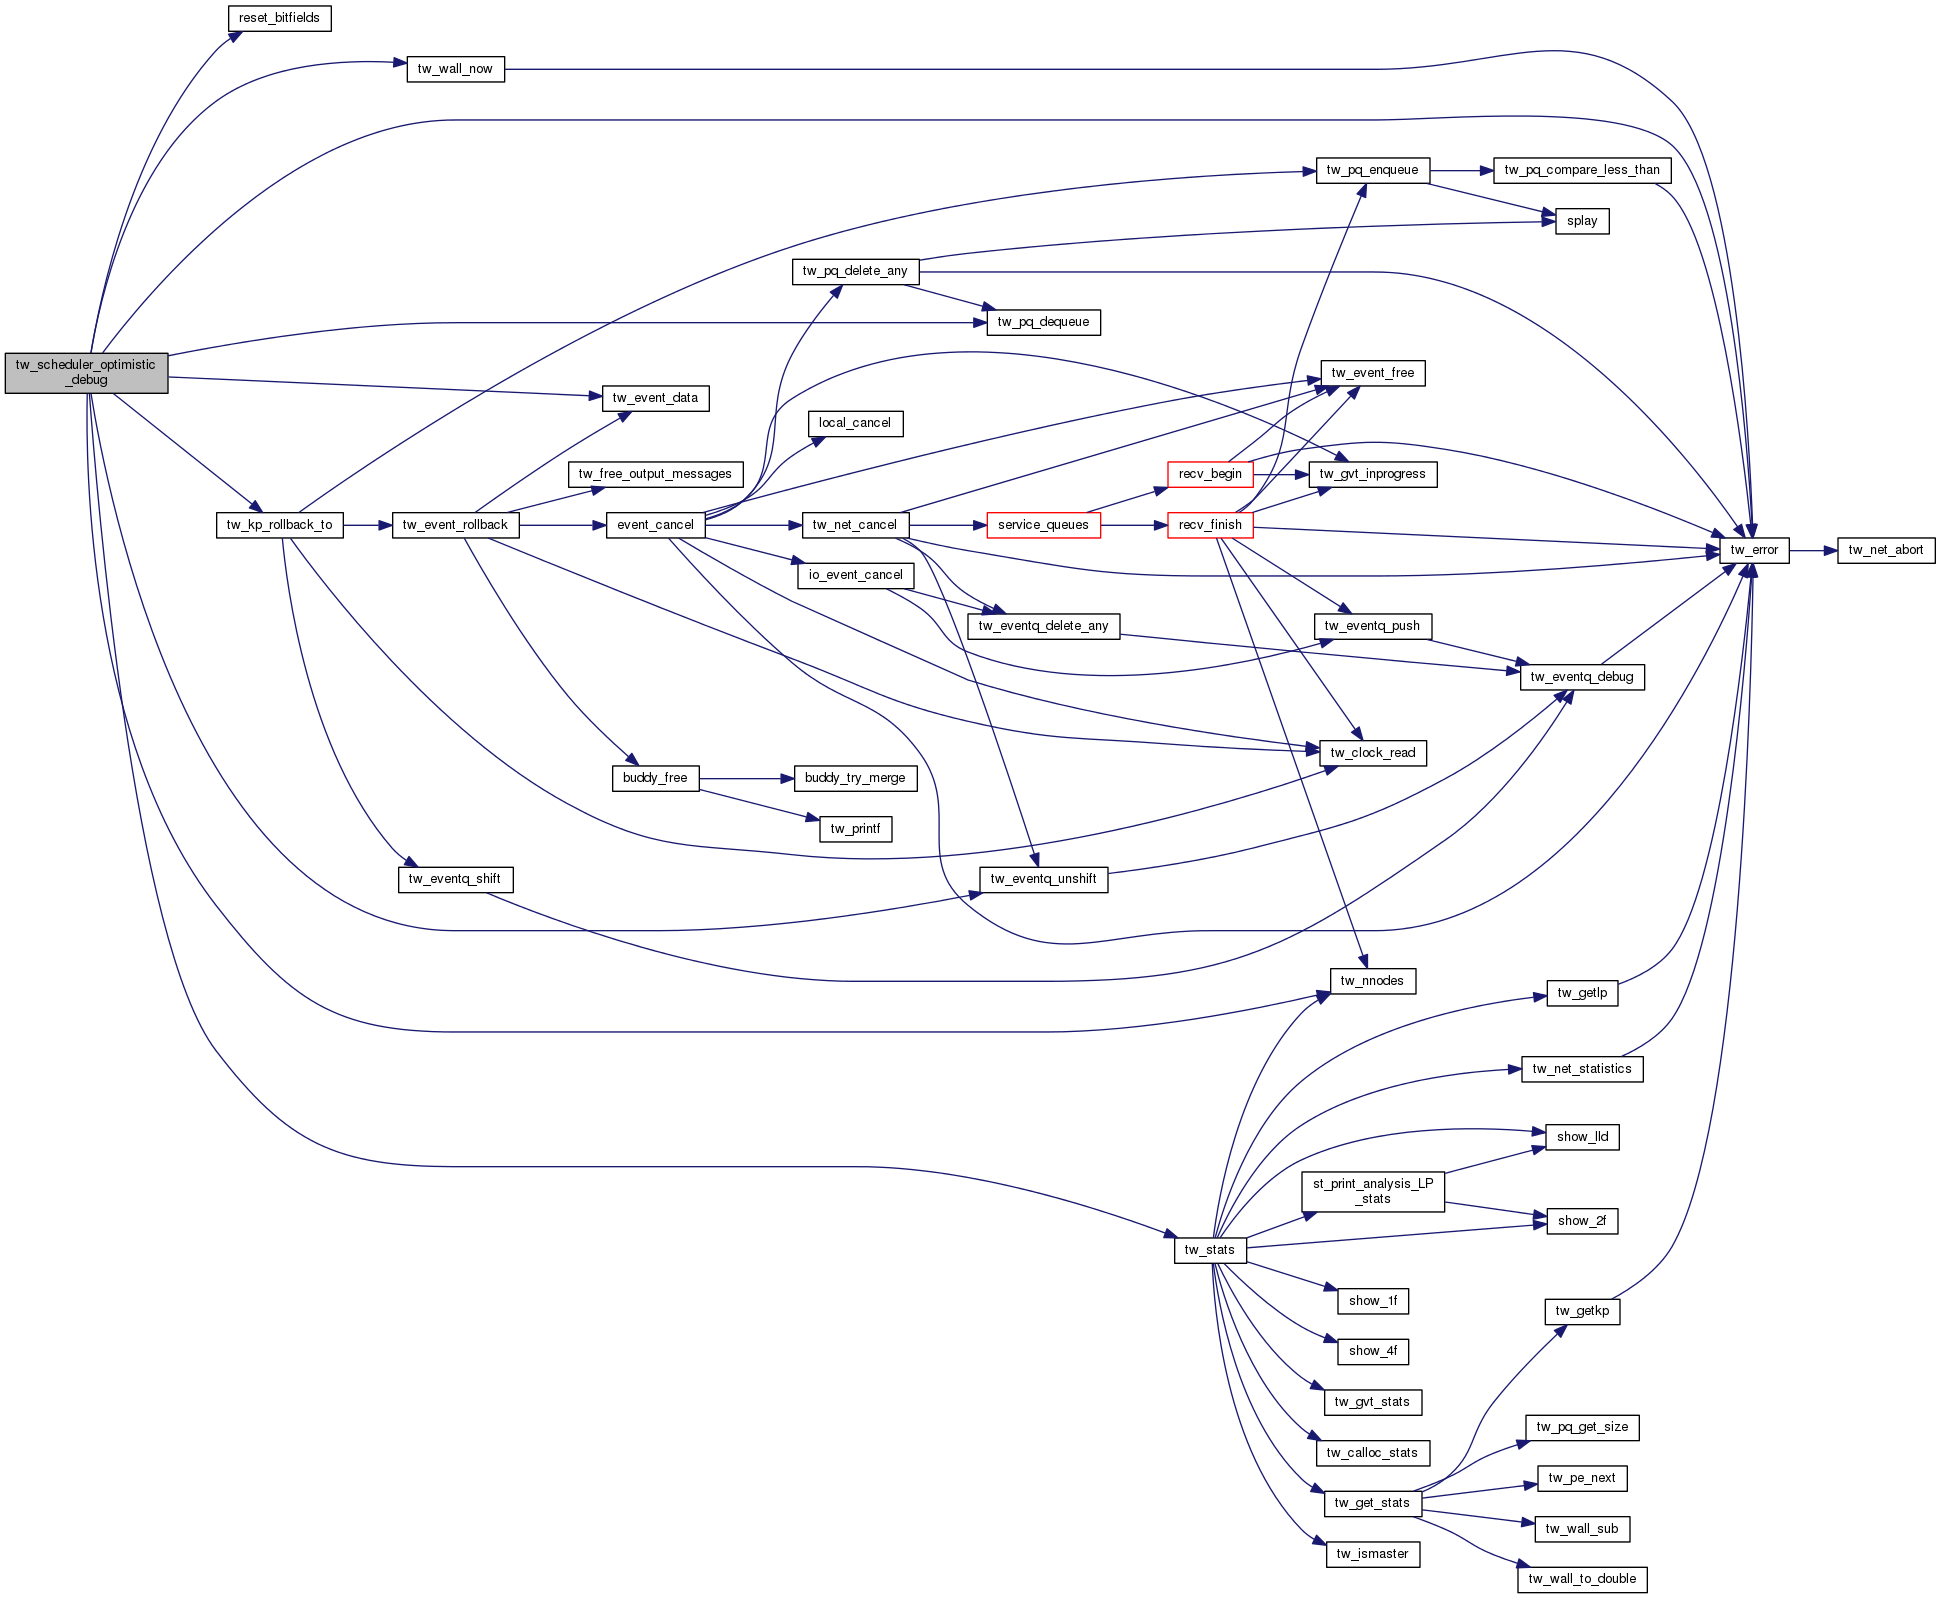 reset_bitfields
tw_wall_now
tw_pq_enqueue
tw_pq_compare_less_than
splay
tw_pq_delete_any
tw_pq_dequeue
tw_scheduler_optimistic
_debug
tw_event_data
tw_event_free
local_cancel
tw_free_output_messages
recv_begin
tw_gvt_inprogress
tw_kp_rollback_to
tw_event_rollback
event_cancel
tw_net_cancel
service_queues
recv_finish
tw_error
tw_net_abort
io_event_cancel
tw_eventq_delete_any
tw_eventq_push
tw_eventq_debug
tw_clock_read
buddy_free
buddy_try_merge
tw_printf
tw_eventq_shift
tw_eventq_unshift
tw_nnodes
tw_getlp
tw_net_statistics
show_lld
st_print_analysis_LP
_stats
show_2f
tw_stats
show_1f
tw_getkp
show_4f
tw_gvt_stats
tw_pq_get_size
tw_calloc_stats
tw_pe_next
tw_get_stats
tw_wall_sub
tw_ismaster
tw_wall_to_double